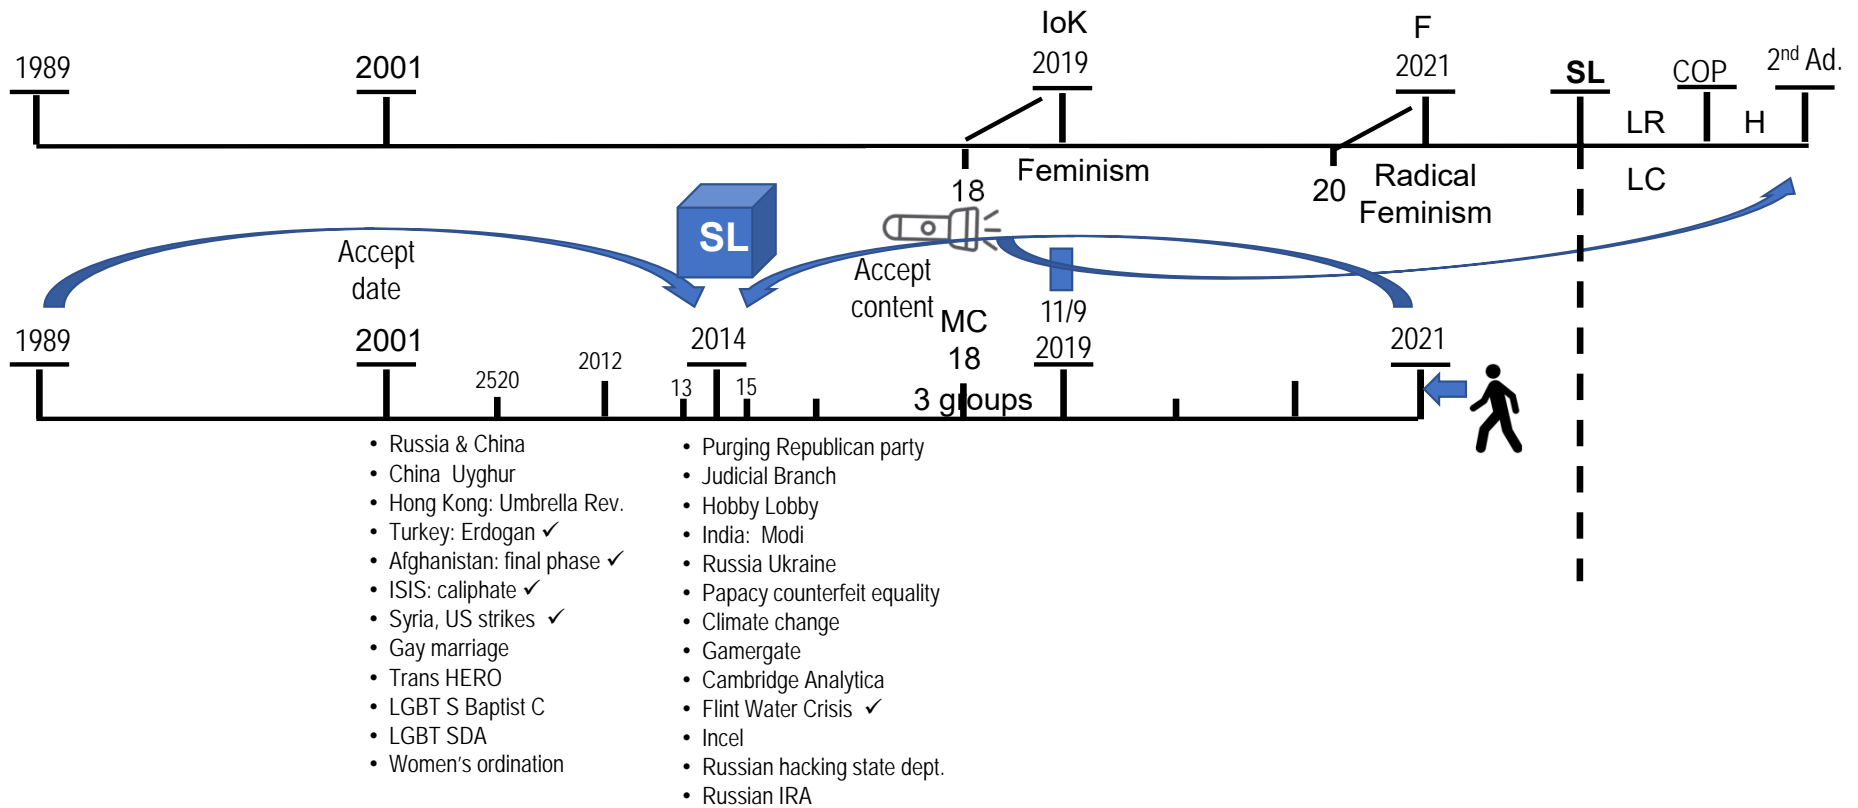 IoK
F
1989
2001
2019
2021
SL
COP
2nd Ad.
LR
H
18
Feminism
20
Radical
Feminism
LC
SL
Accept
date
Accept
content
MC
18
3 groups
11/9
1989
2001
2520
2012
13
2014
15
2019
2021
• Russia & China
• China Uyghur
• Hong Kong: Umbrella Rev.
• Turkey: Erdogan ✓
• Afghanistan: final phase ✓
• ISIS: caliphate ✓
• Syria, US strikes ✓
• Gay marriage
• Trans HERO
• LGBT S Baptist C
• LGBT SDA
• Women's ordination
• Purging Republican party
• Judicial Branch
• Hobby Lobby
• India: Modi
• Russia Ukraine
• Papacy counterfeit equality
• Climate change
• Gamergate
• Cambridge Analytica
• Flint Water Crisis ✓
• Incel
• Russian hacking state dept.
• Russian IRA